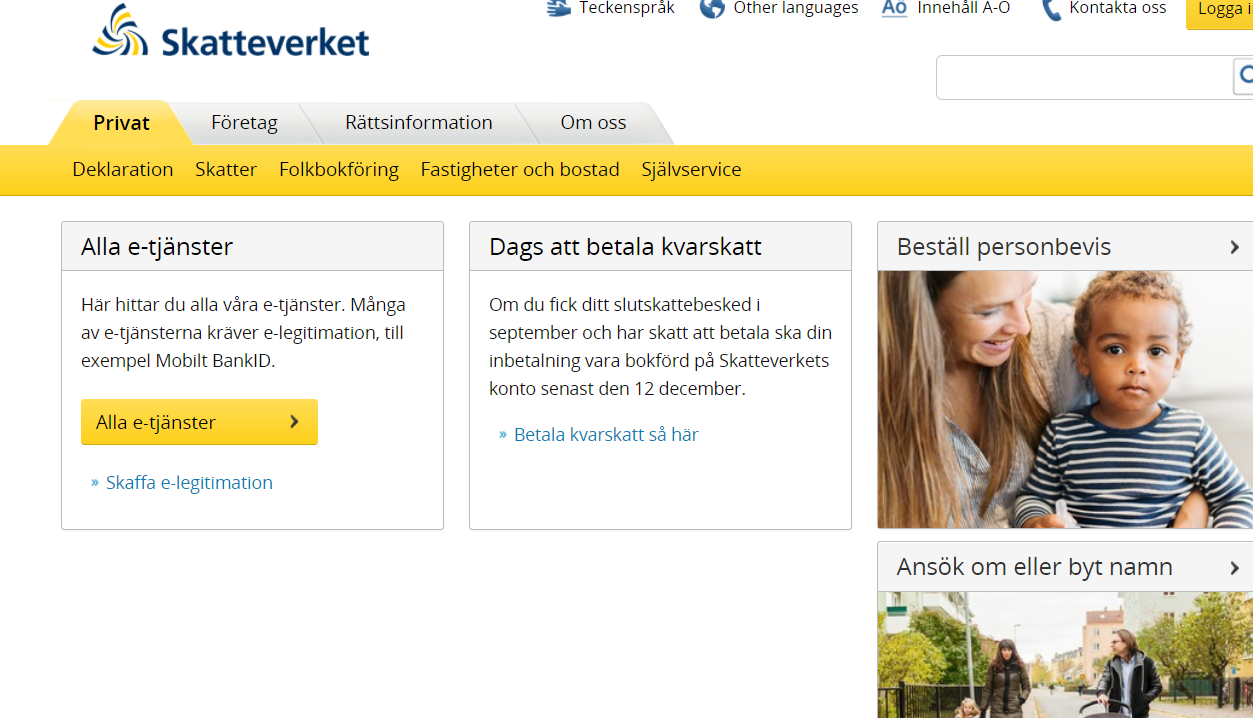 Teckenspråk
Other languages
Innehåll A-Ö
Kontakta oss
Logga
Skatteverket
Privat
Företag
Rättsinformation
Om oss
Deklaration
Skatter
Folkbokföring
Fastigheter och bostad
Självservice
Alla e-tjänster
Här hittar du alla våra e-tjänster. Många
av e-tjänsterna kräver e-legitimation, till
exempel Mobilt BankID.
Alla e-tjänster
» Skaffa e-legitimation
Dags att betala kvarskatt
Om du fick ditt slutskattebesked i
september och har skatt att betala ska din
inbetalning vara bokförd på Skatteverkets
konto senast den 12 december.
» Betala kvarskatt så här
Beställ personbevis
Ansök om eller byt namn